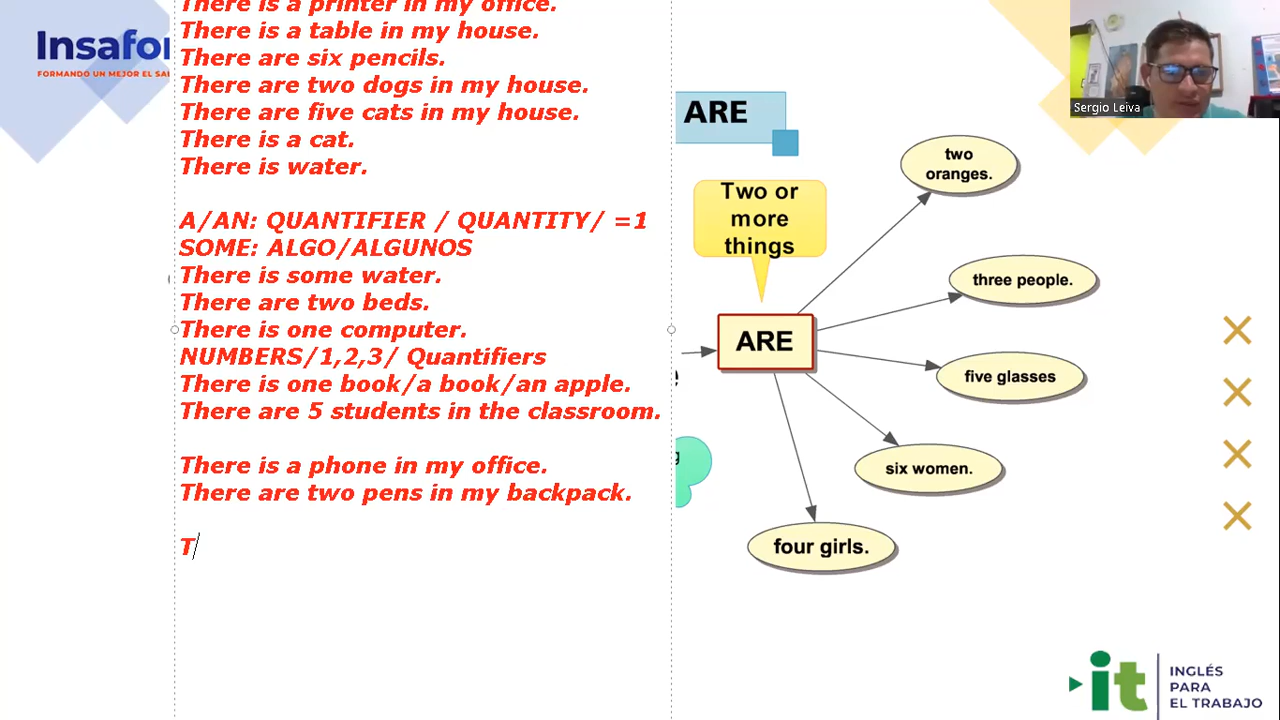 There is a printer in my office.
There is a table in my house.
There are six pencils.
There are two dogs in my house.
There are five cats in my house.
There is a cat.
There is water.
A/AN: QUANTIFIER / QUANTITY/ =1
SOME: ALGO/ALGUNOS
There is some water.
There are two beds.
There is one computer.
NUMBERS/1,2,3/ Quantifiers
There is one book/a book/an apple.
There are 5 students in the classroom.
There is a phone in my office.
There are two pens in my backpack.
T
Insafor
FORMANDO UN MEJOR EL SA
ARE
Two or
more
things
ARE
two
oranges.
three people.
five glasses
six women.
four girls.
Sergio Leiva
it
INGLÉS
PARA
EL TRABAJO